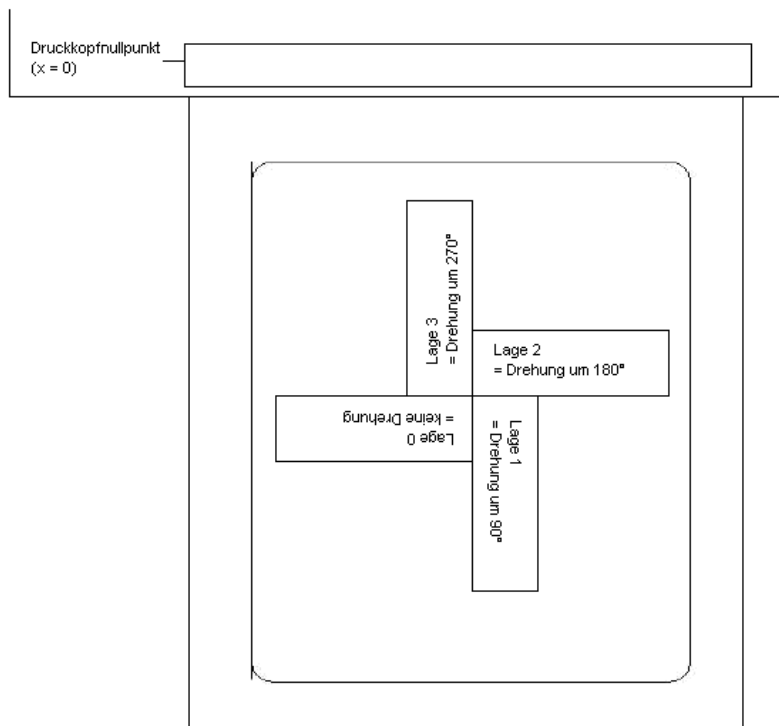 Druckkopfnullpunkt
(x = 0)
Lage 3
= Drehung um 270°
Lage 2
= Drehung um 180°
Lage 0
= keine Drehung
Lage 1
= Drehung um 90°